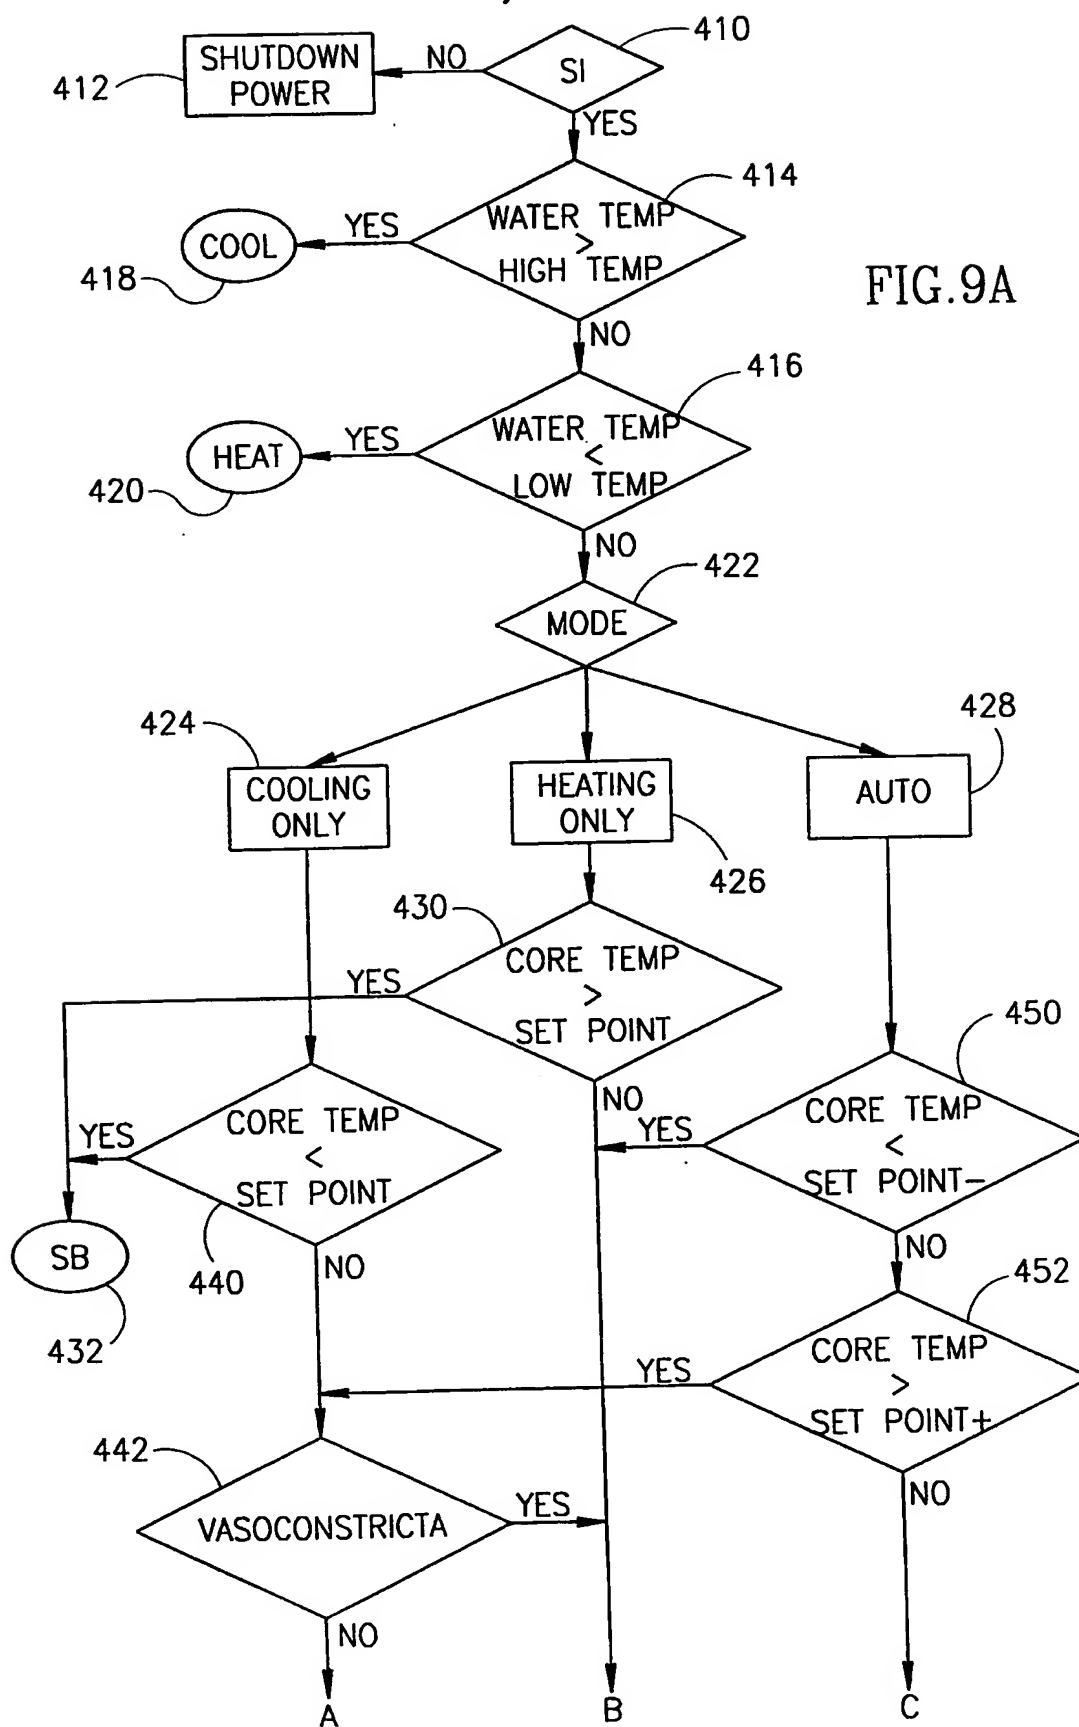 410
SI
NO
SHUTDOWN
POWER
412
YES
414
WATER TEMP
>
HIGH TEMP
YES
COOL
418
FIG.9A
NO
416
WATER TEMP
<
LOW TEMP
YES
HEAT
420
NO
422
MODE
424
COOLING
ONLY
HEATING
ONLY
426
428
AUTO
430
CORE TEMP
>
SET POINT
YES
NO
450
CORE TEMP
<
SET POINT-
YES
NO
CORE TEMP
<
SET POINT
YES
440
NO
SB
432
452
CORE TEMP
>
SET POINT+
YES
NO
442
VASOCONSTRICTA
YES
NO
A
B
C